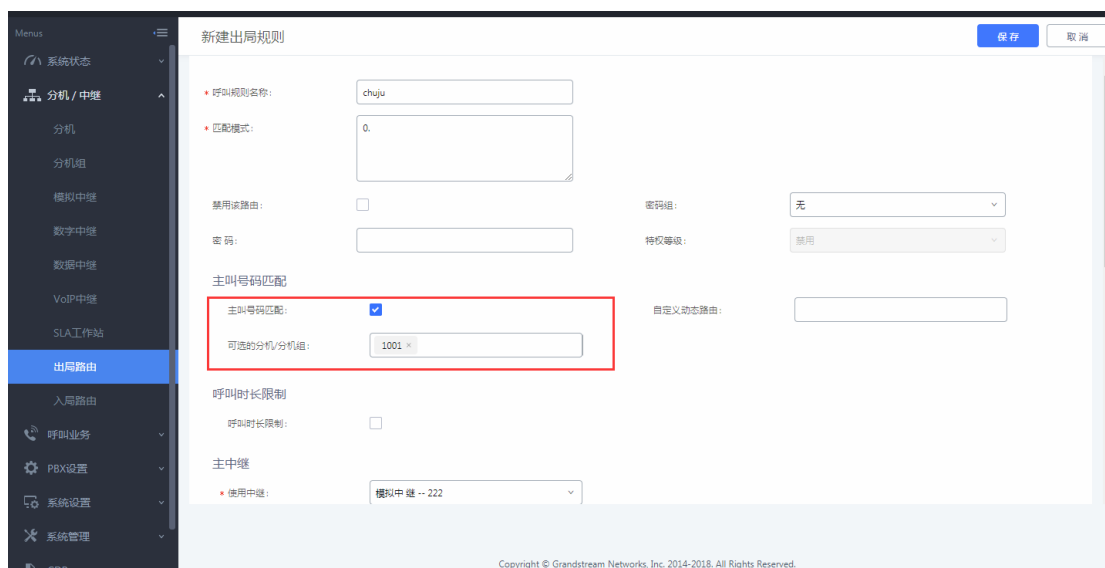 Menus
系统状态
分机 / 中继
分机
分机组
模拟中继
数字中继
数据中继
VoIP中继
SLA工作站
出局路由
入局路由
呼叫业务
PBX设置
系统设置
系统管理
新建出局规则
保存
取消
* 呼叫规则名称:
chuju
* 匹配模式:
0.
禁用该路由:
密码组:
无
密码:
特权等级:
禁用
主叫号码匹配
主叫号码匹配:
自定义动态路由:
可选的分机/分机组:
1001 ×
呼叫时长限制
呼叫时长限制:
主中继
* 使用中继:
模拟中 继 -- 222
Copyright © Grandstream Networks, Inc. 2014-2018. All Rights Reserved.